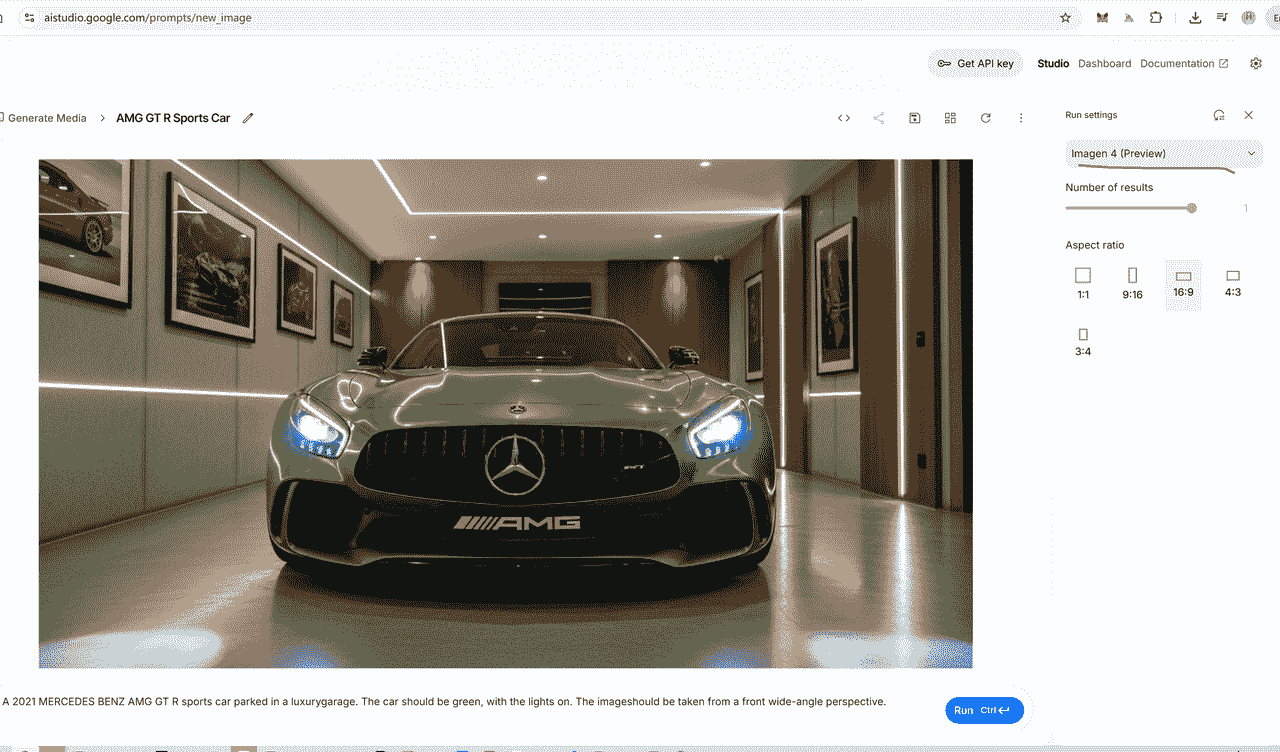 aistudio.google.com/prompts/new_image
Get API key
Studio Dashboard Documentation
Generate Media > AMG GT R Sports Car
Run settings
Imagen 4 (Preview)
Number of results
1
Aspect ratio
1:1 9:16 16:9 4:3
3:4
AMG
A 2021 MERCEDES BENZ AMG GT R sports car parked in a luxurygarage. The car should be green, with the lights on. The imageshould be taken from a front wide-angle perspective.
Run Ctrl